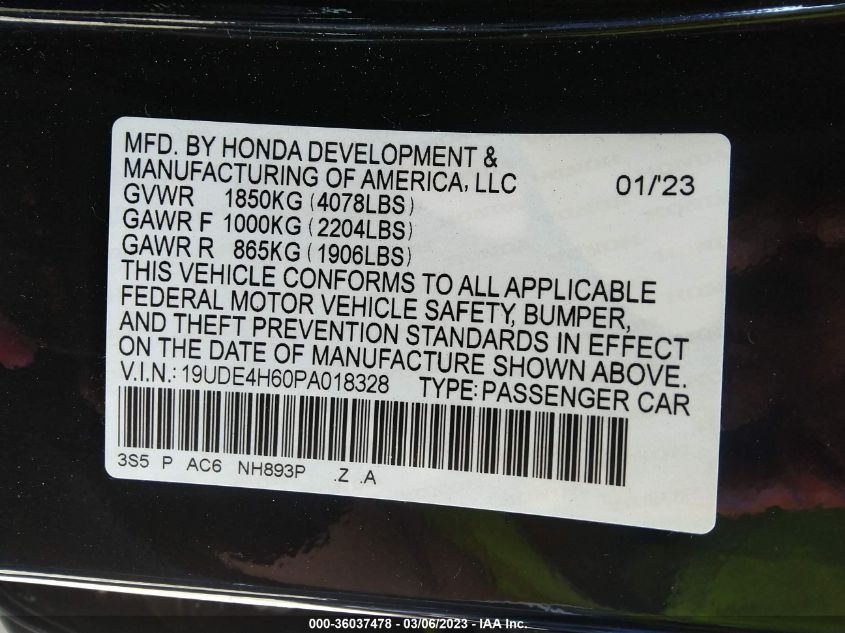 MFD. BY HONDA DEVELOPMENT &
MANUFACTURING OF AMERICA, LLC 01/'23
GVWR 1850KG (4078LBS)
GAWR F 1000KG (2204LBS)
GAWR R 865KG (1906LBS)
THIS VEHICLE CONFORMS TO ALL APPLICABLE
FEDERAL MOTOR VEHICLE SAFETY, BUMPER,
AND THEFT PREVENTION STANDARDS IN EFFECT
ON THE DATE OF MANUFACTURE SHOWN ABOVE.
V.I.N.: 19UDE4H60PA018328 TYPE: PASSENGER CAR
3S5 P AC6 NH893P .Z .A
000-36037478 - 03/06/2023 - IAA Inc.